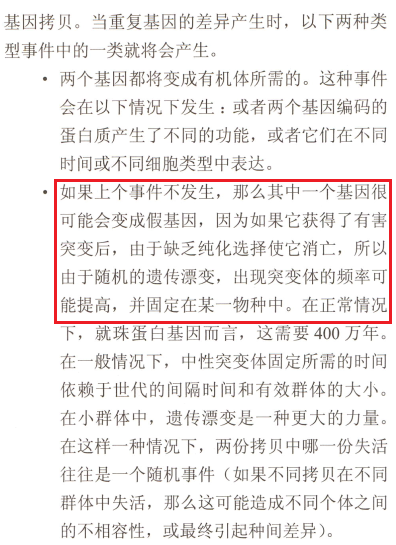 基因拷贝。当重复基因的差异产生时，以下两种类
型事件中的一类就将会产生。
• 两个基因都将变成有机体所需的。这种事件
会在以下情况下发生：或者两个基因编码的
蛋白质产生了不同的功能，或者它们在不同
时间或不同细胞类型中表达。
• 如果上个事件不发生，那么其中一个基因很
可能会变成假基因，因为如果它获得了有害
突变后，由于缺乏纯化选择使它消亡，所以
由于随机的遗传漂变，出现突变体的频率可
能提高，并固定在某一物种中。在正常情况
下，就珠蛋白基因而言，这需要 400 万年。
在一般情况下，中性突变体固定所需的时间
依赖于世代的间隔时间和有效群体的大小。
在小群体中，遗传漂变是一种更大的力量。
在这样一种情况下，两份拷贝中哪一份失活
往往是一个随机事件（如果不同拷贝在不同
群体中失活，那么这可能造成不同个体之间
的不相容性，或最终引起种间差异）。